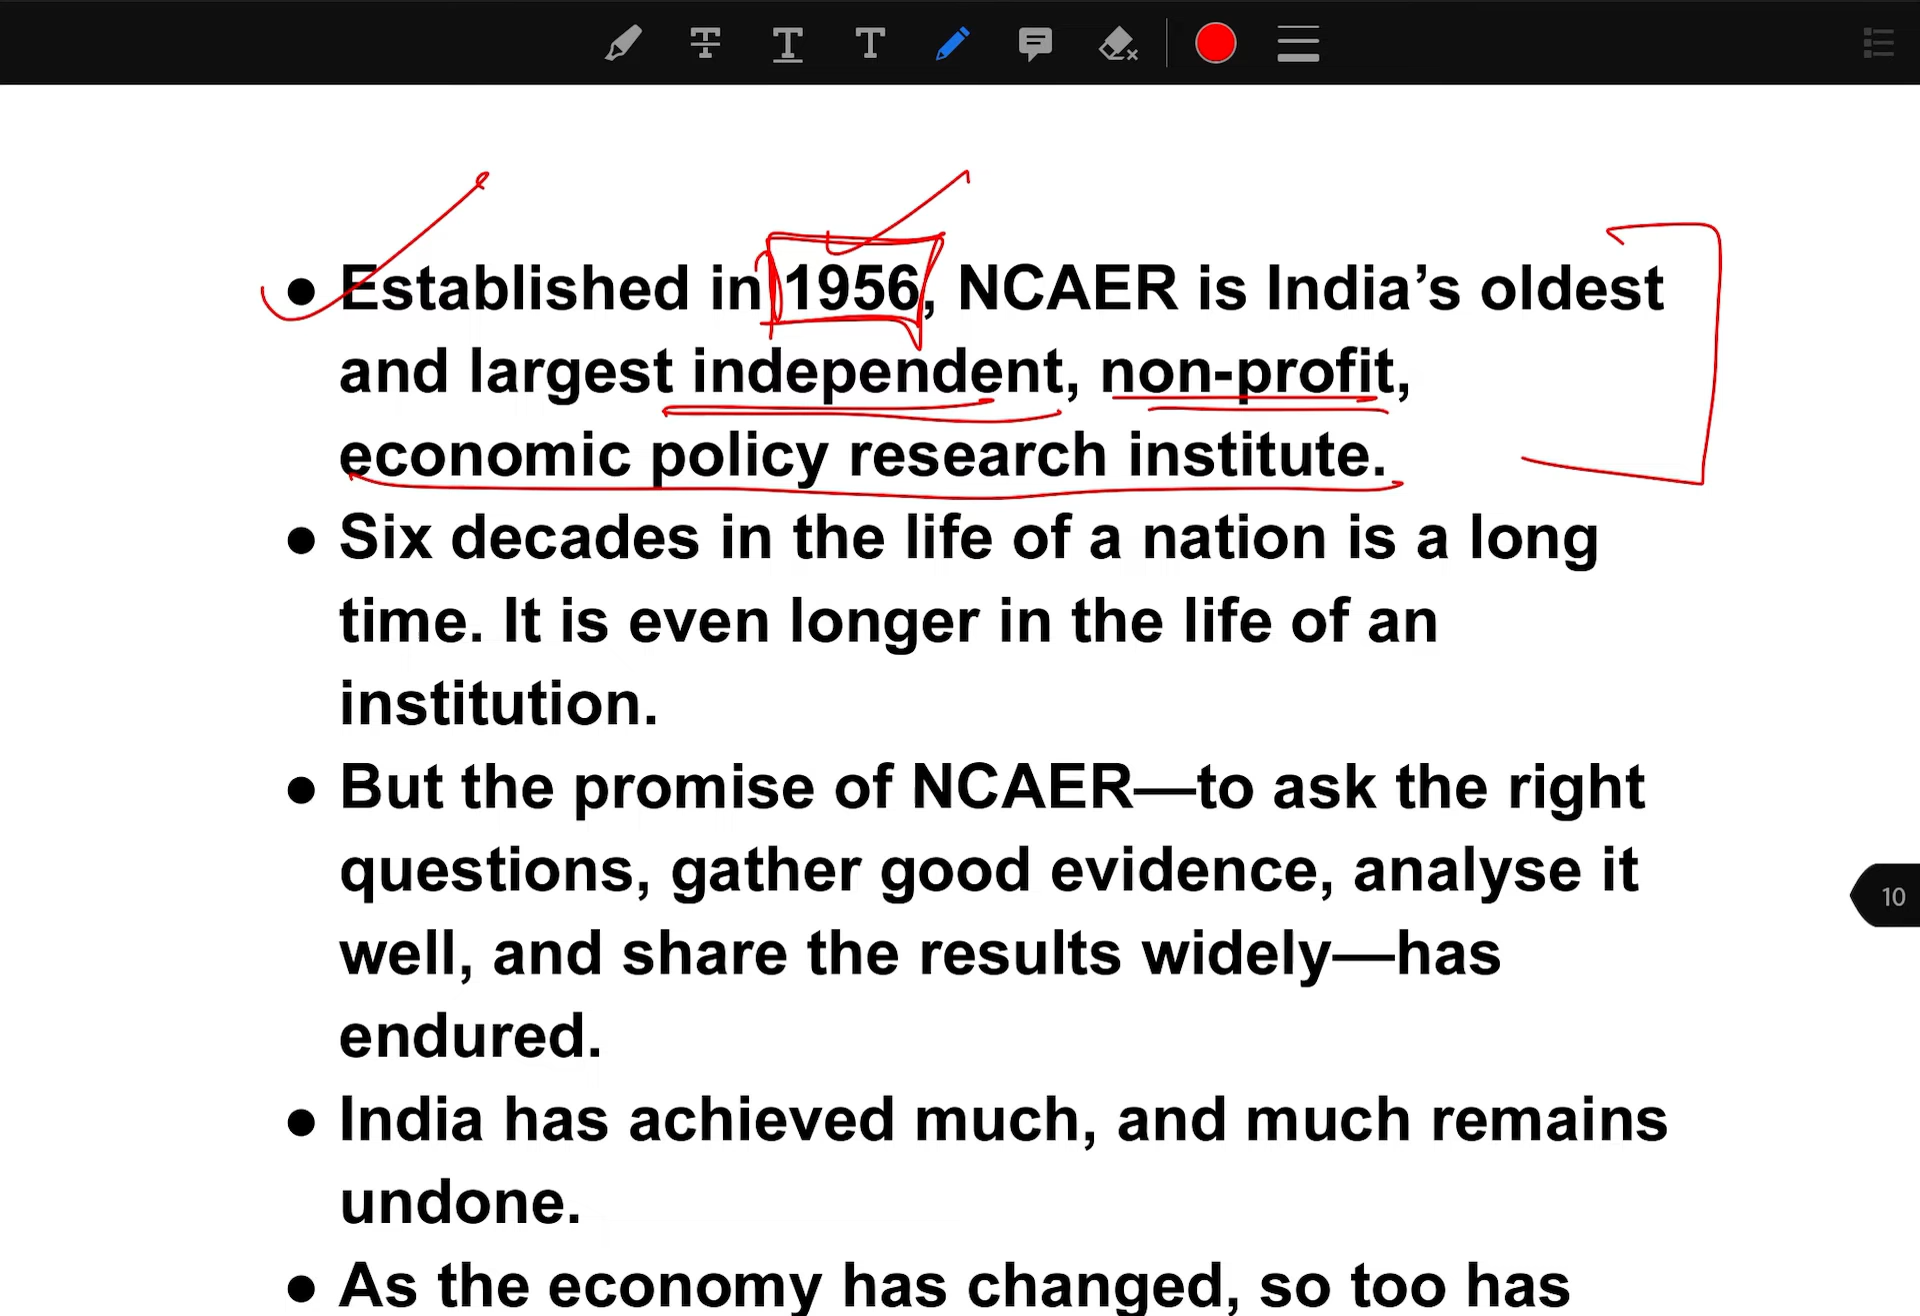 ● Established in 1956, NCAER is India’s oldest
and largest independent, non-profit,
economic policy research institute.
● Six decades in the life of a nation is a long
time. It is even longer in the life of an
institution.
● But the promise of NCAER—to ask the right
questions, gather good evidence, analyse it
well, and share the results widely—has
endured.
● India has achieved much, and much remains
undone.
● As the economy has changed, so too has
10